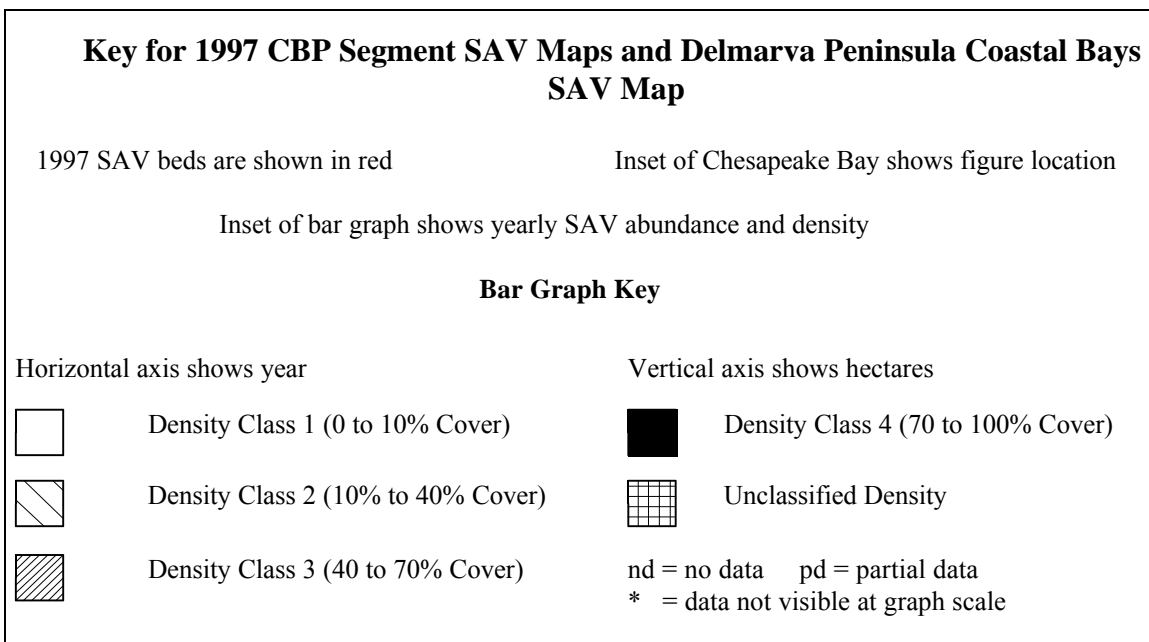 Key for 1997 CBP Segment SAV Maps and Delmarva Peninsula Coastal Bays
SAV Map
1997 SAV beds are shown in red
Inset of Chesapeake Bay shows figure location
Inset of bar graph shows yearly SAV abundance and density
Bar Graph Key
Horizontal axis shows year
Vertical axis shows hectares
Density Class 1 (0 to 10% Cover)
Density Class 4 (70 to 100% Cover)
Density Class 2 (10% to 40% Cover)
Unclassified Density
Density Class 3 (40 to 70% Cover)
nd = no data pd = partial data
* = data not visible at graph scale